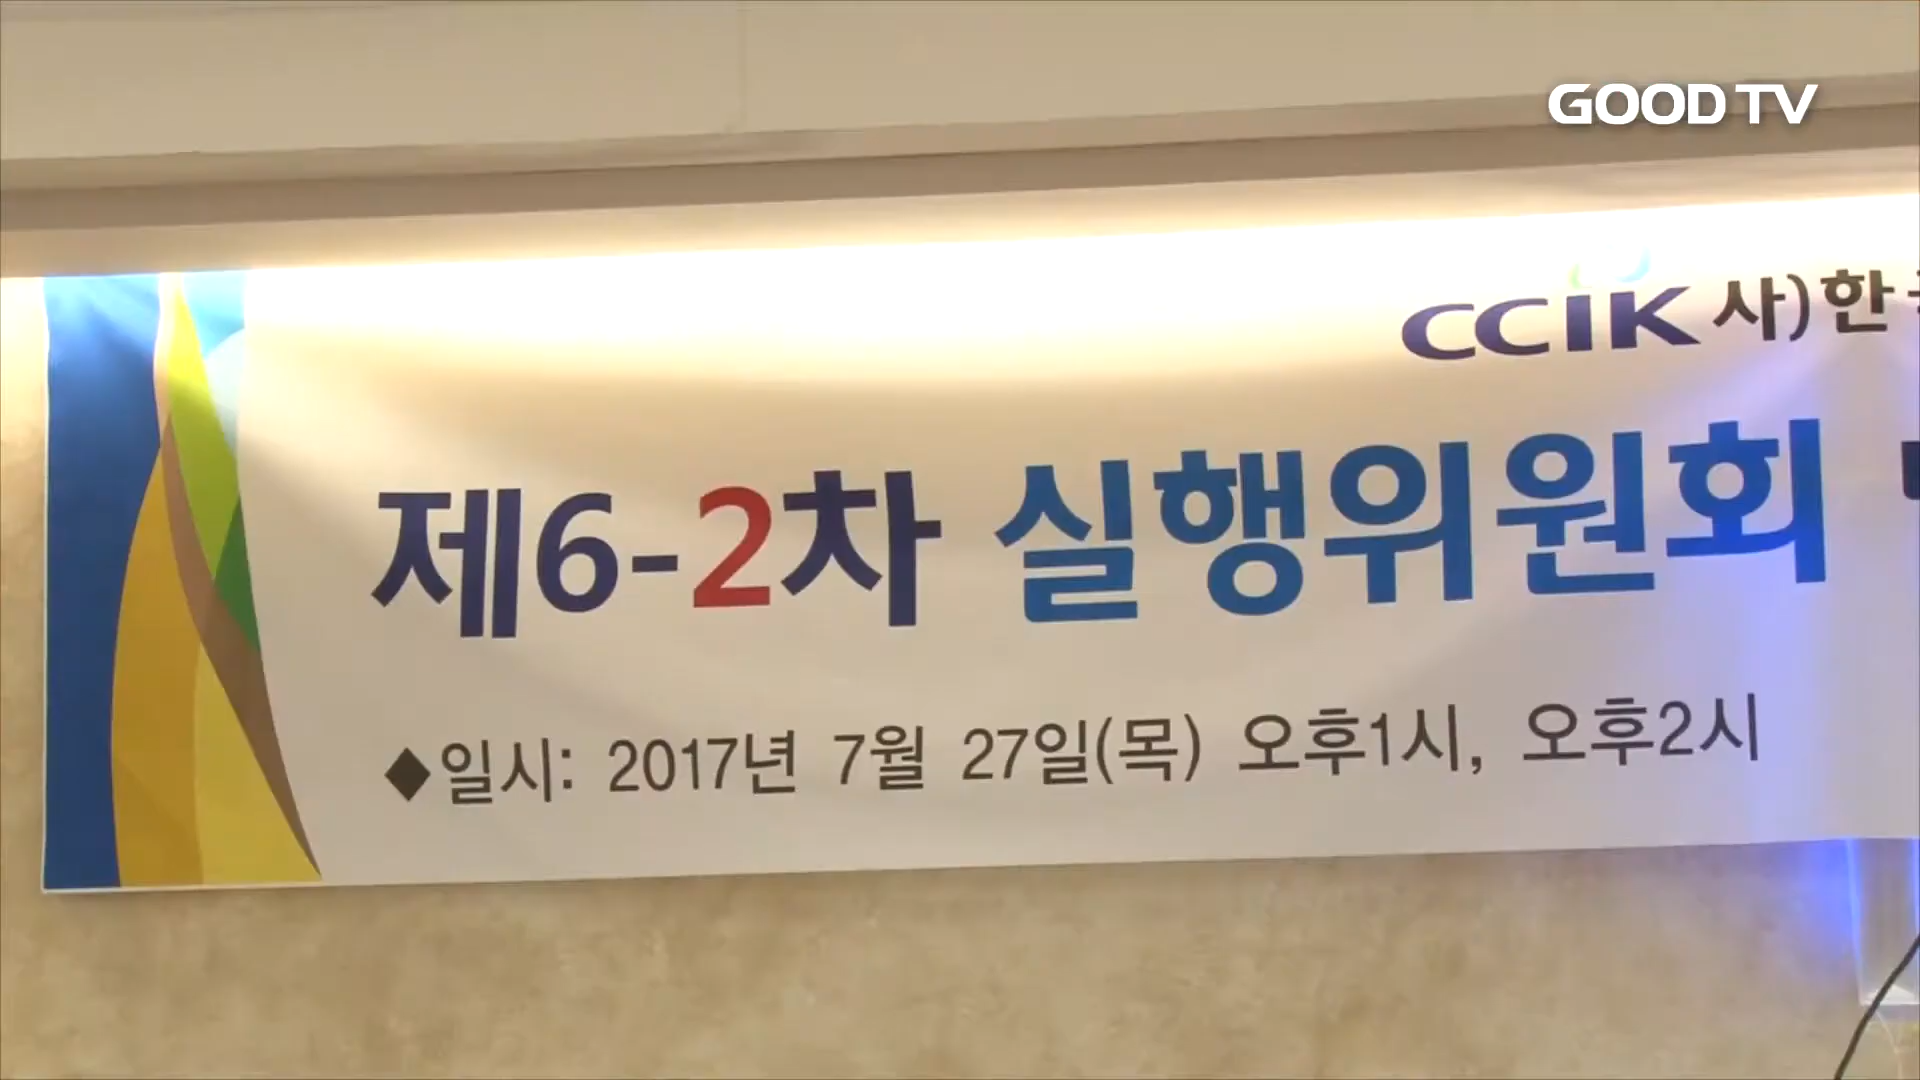 GOOD TV
CCIK 사)한
제6-2차 실행위원회
◆일시: 2017년 7월 27일(목) 오후1시, 오후2시